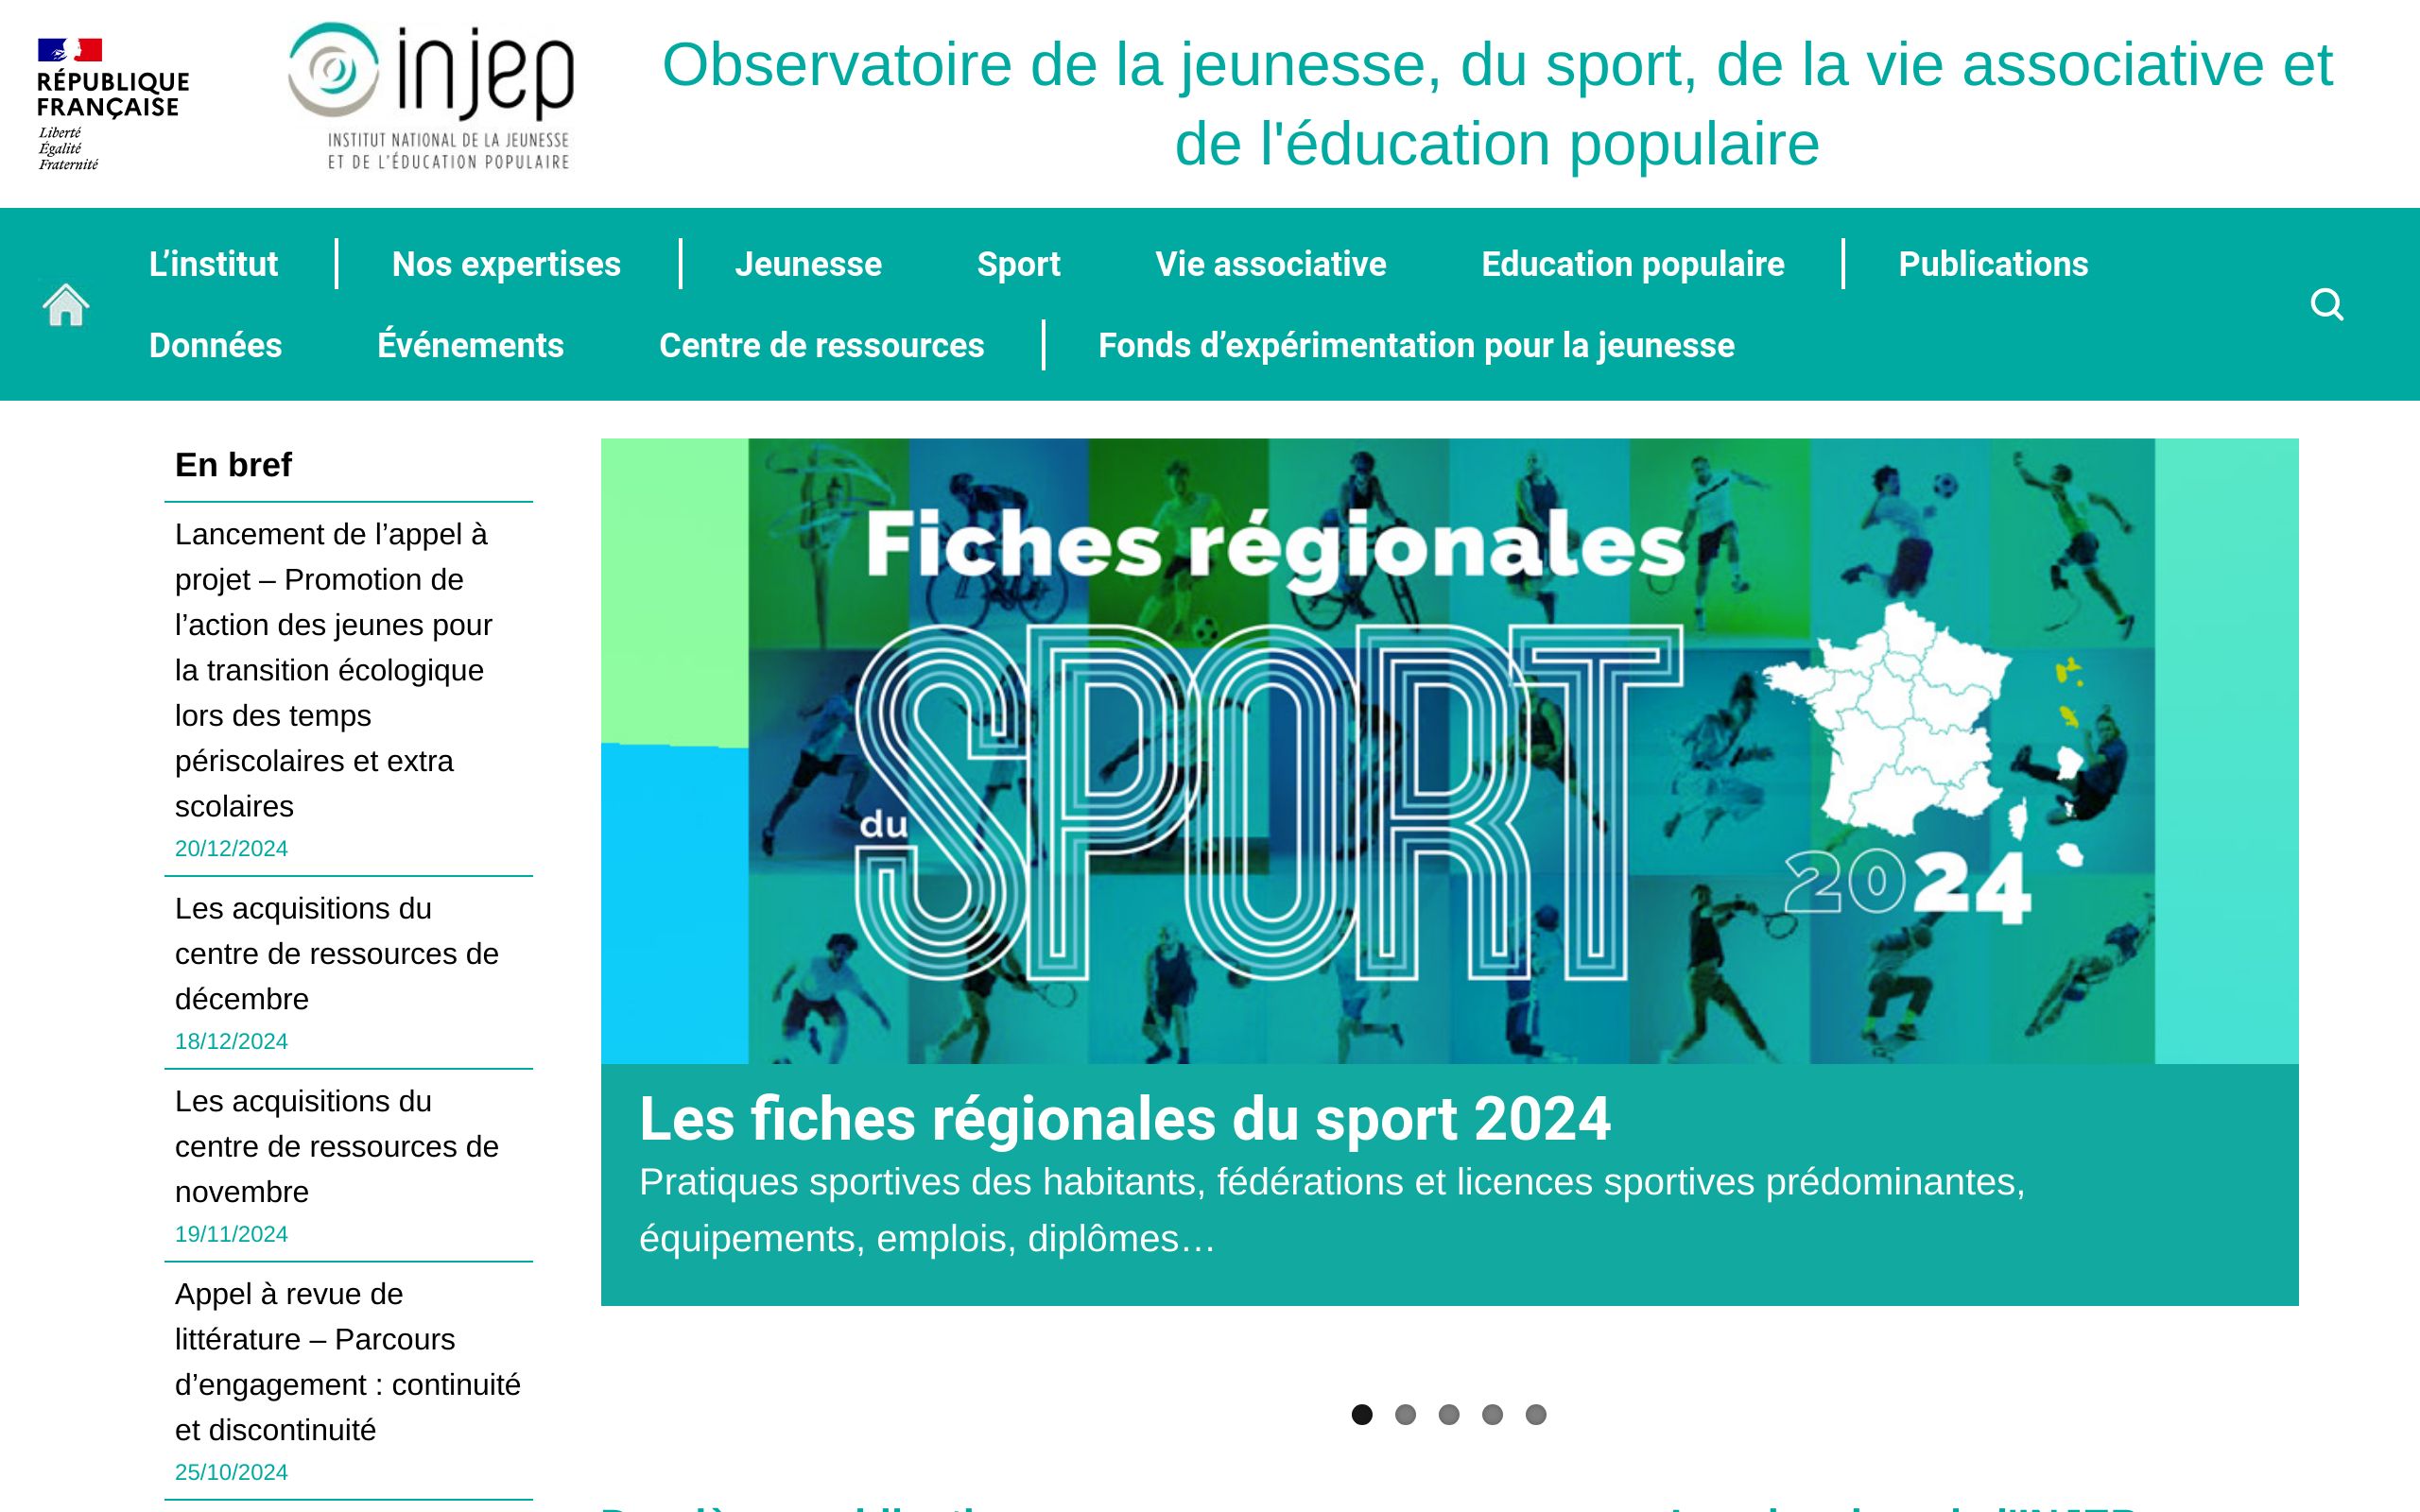 RÉPUBLIQUE
FRANÇAISE
Liberté
Égalité
Fraternité
injep
INSTITUT NATIONAL DE LA JEUNESSE
ET DE L'ÉDUCATION POPULAIRE
Observatoire de la jeunesse, du sport, de la vie associative et
de l'éducation populaire
L’institut
Nos expertises
Jeunesse
Sport
Vie associative
Education populaire
Publications
Données
Événements
Centre de ressources
Fonds d’expérimentation pour la jeunesse
En bref
Lancement de l’appel à
projet – Promotion de
l’action des jeunes pour
la transition écologique
lors des temps
périscolaires et extra
scolaires
20/12/2024
Les acquisitions du
centre de ressources de
décembre
18/12/2024
Les acquisitions du
centre de ressources de
novembre
19/11/2024
Appel à revue de
littérature – Parcours
d’engagement : continuité
et discontinuité
25/10/2024
Fiches régionales
du
SPORT
2024
Les fiches régionales du sport 2024
Pratiques sportives des habitants, fédérations et licences sportives prédominantes,
équipements, emplois, diplômes…